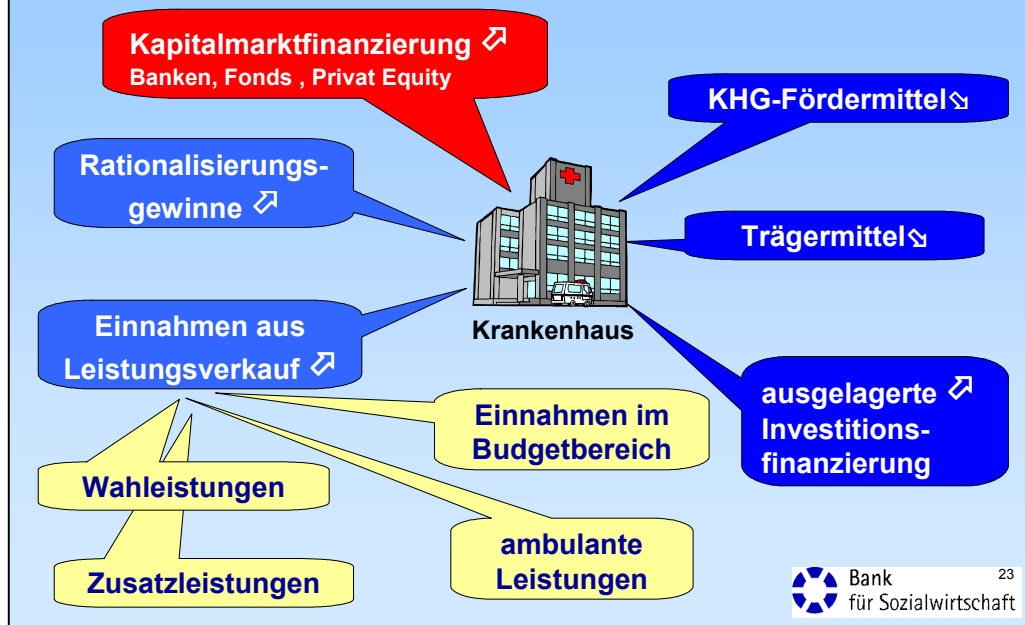 Kapitalmarktfinanzierung ⬀
Banken, Fonds , Privat Equity
KHG-Fördermittel⬂
Rationalisierungs-
gewinne ⬀
Trägermittel⬂
Krankenhaus
Einnahmen aus
Leistungsverkauf ⬀
ausgelagerte ⬀
Investitions-
finanzierung
Einnahmen im
Budgetbereich
Wahleistungen
ambulante
Leistungen
Zusatzleistungen
Bank
für Sozialwirtschaft
23